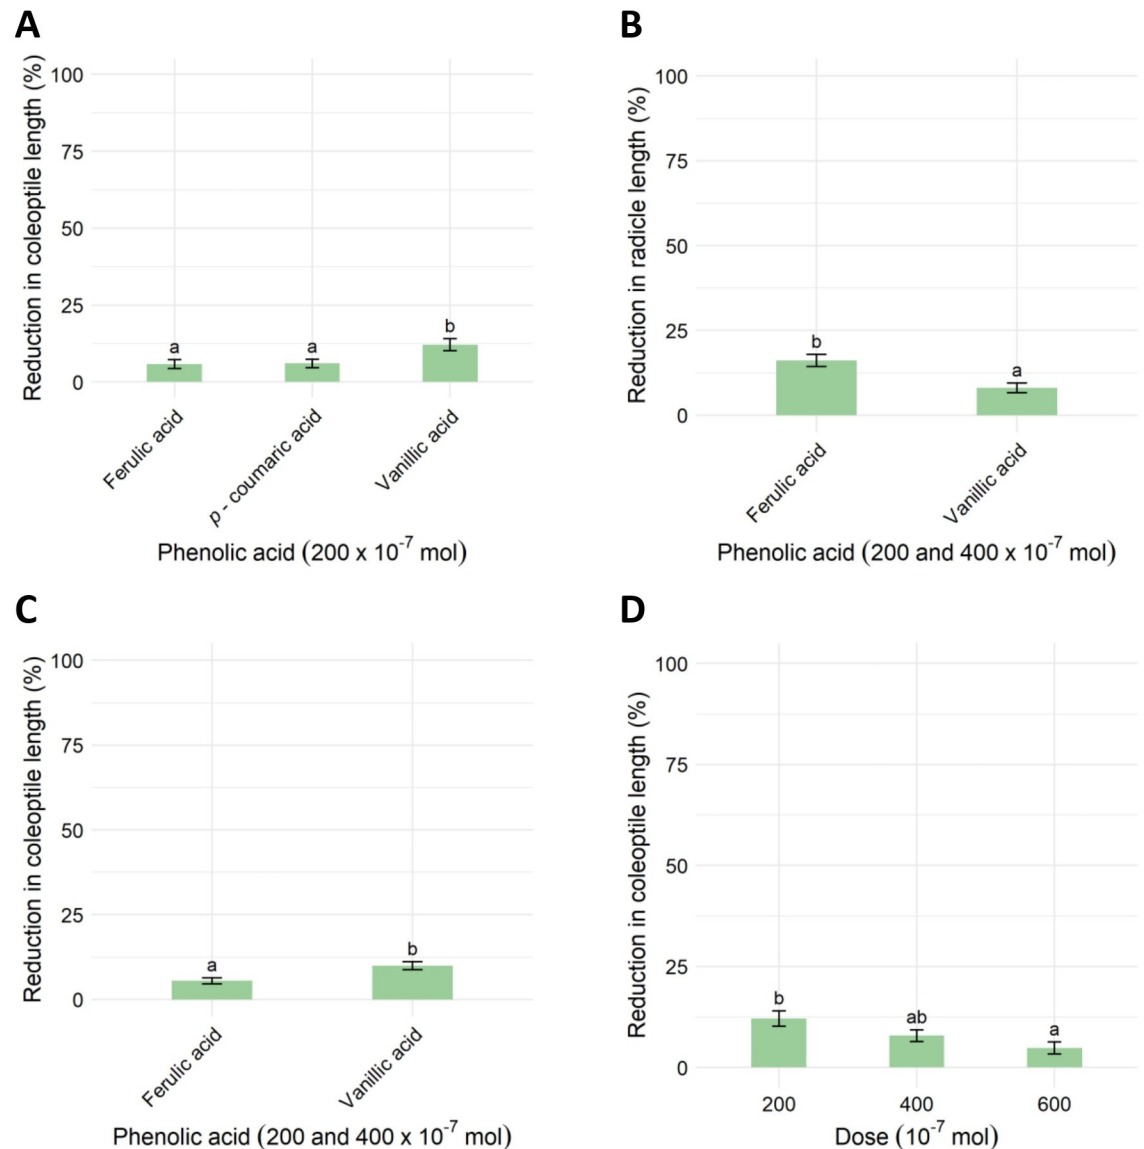 A
Reduction in coleoptile length (%)
100
75
50
25
0
a
a
b
Ferulic acid
p - coumaric acid
Vanillic acid
Phenolic acid (200 x 10⁻⁷ mol)
B
Reduction in radicle length (%)
100
75
50
25
0
b
a
Ferulic acid
Vanillic acid
Phenolic acid (200 and 400 x 10⁻⁷ mol)
C
Reduction in coleoptile length (%)
100
75
50
25
0
a
b
Ferulic acid
Vanillic acid
Phenolic acid (200 and 400 x 10⁻⁷ mol)
D
Reduction in coleoptile length (%)
100
75
50
25
0
b
ab
a
200
400
600
Dose (10⁻⁷ mol)